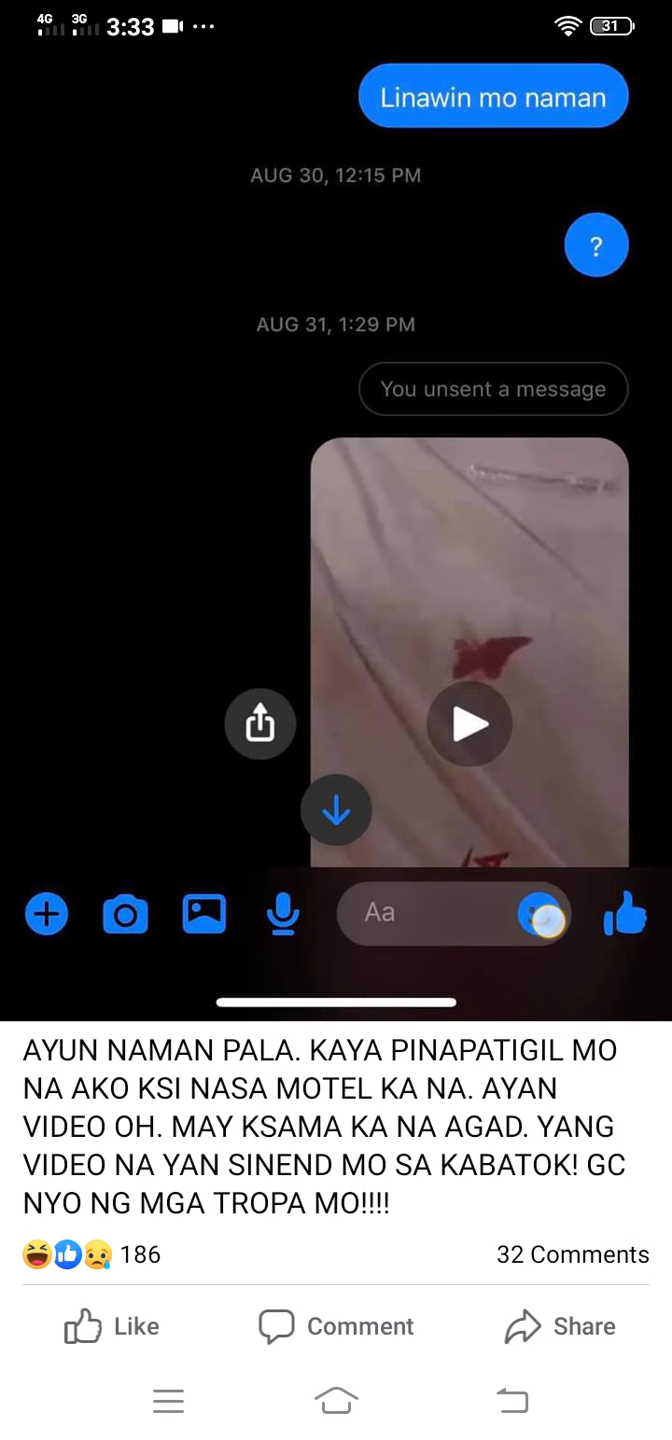 4G 3G 3:33 31
Linawin mo naman
AUG 30, 12:15 PM
?
AUG 31, 1:29 PM
You unsent a message
Aa
AYUN NAMAN PALA. KAYA PINAPATIGIL MO
NA AKO KSI NASA MOTEL KA NA. AYAN
VIDEO OH. MAY KSAMA KA NA AGAD. YANG
VIDEO NA YAN SINEND MO SA KABATOK! GC
NYO NG MGA TROPA MO!!!!
186 32 Comments
Like Comment Share